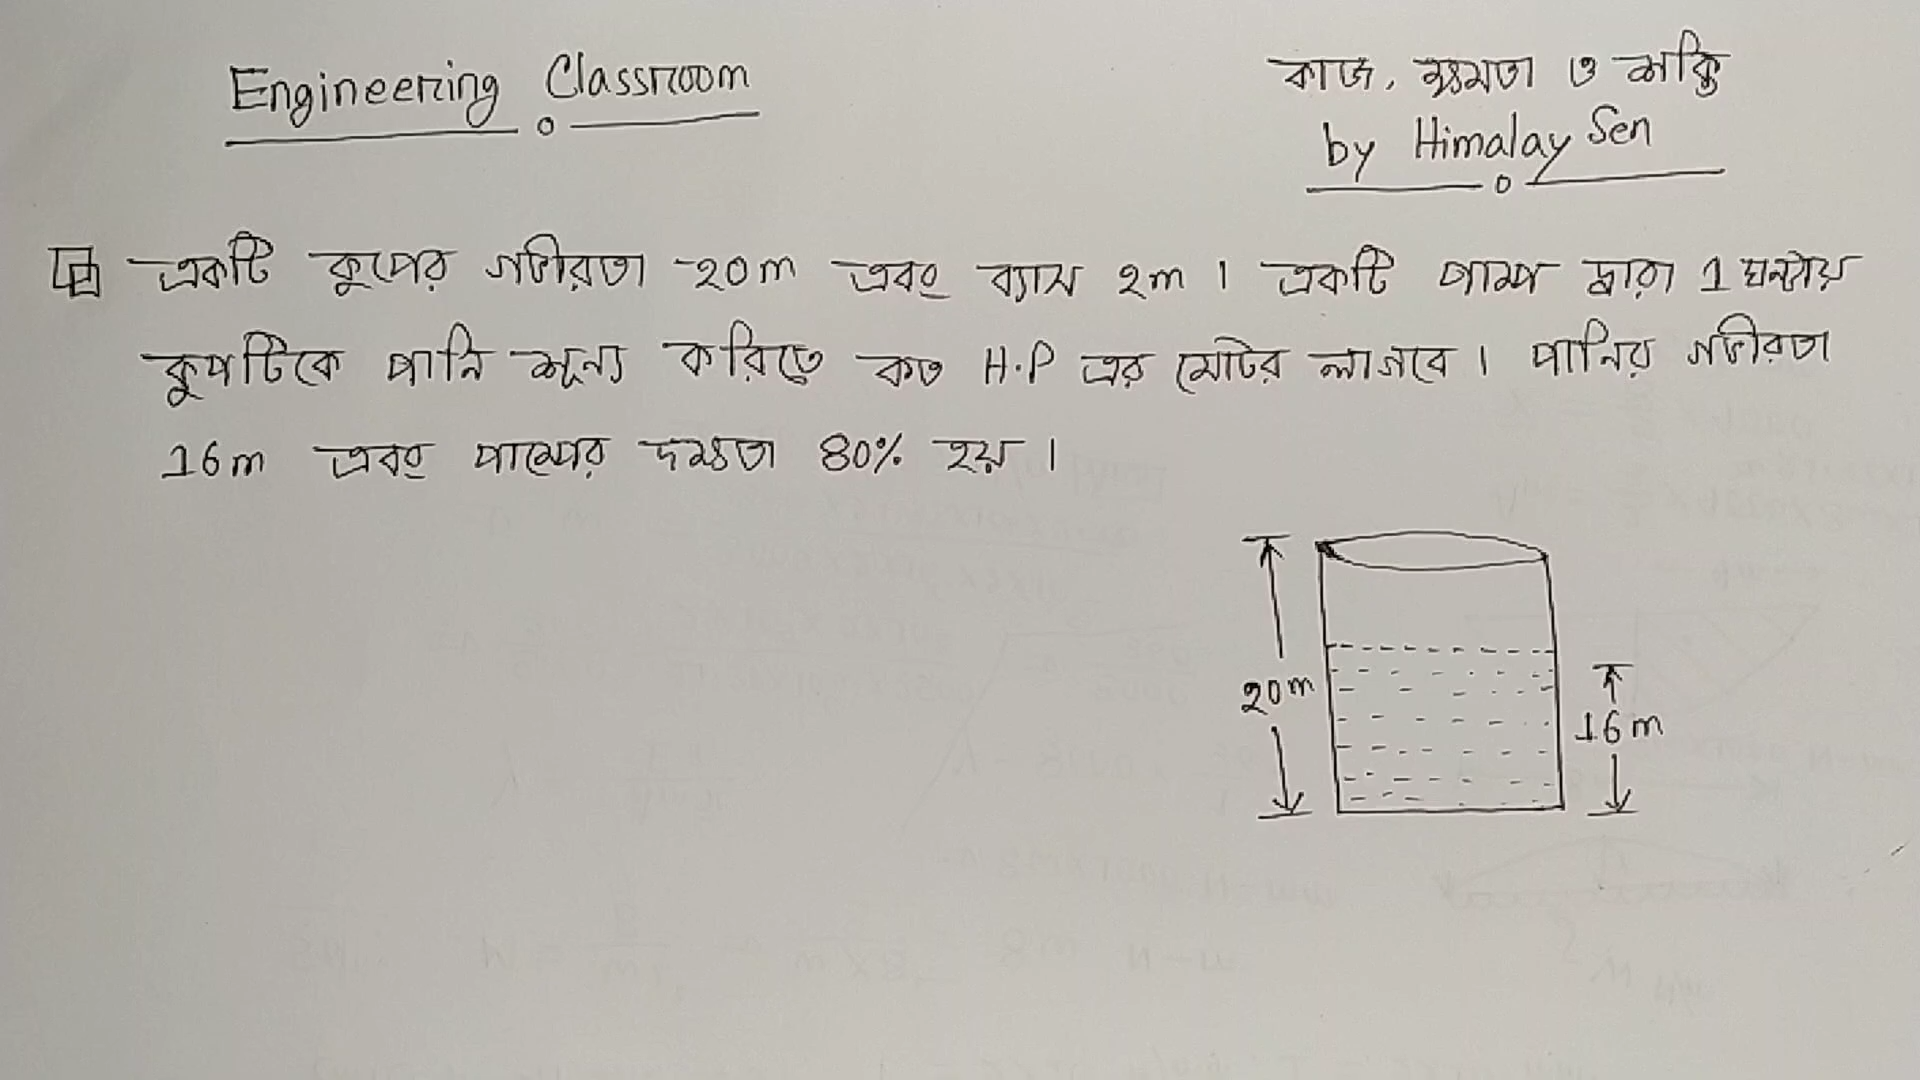 Engineering Classroom
কাজ, ক্ষমতা ও শক্তি
by Himalay Sen
একটি কুপের গভীরতা 20m এবং ব্যাস 2m । একটি পাম্প দ্বারা 1 ঘন্টায়
কুপটিকে পানি শূন্য করিতে কত H.P এর মোটর লাগবে । পানির গভীরতা
16m এবং পাম্পের দক্ষতা 80% হয় ।
20m
16m